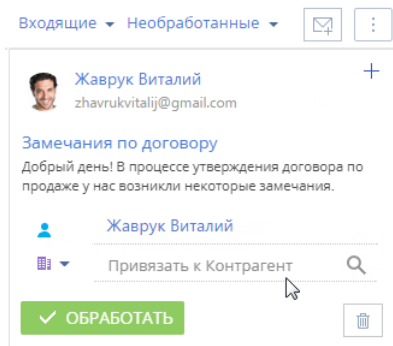 Входящие Необработанные
Жаврук Виталий
zhavrukvitalij@gmail.com
Замечания по договору
Добрый день! В процессе утверждения договора по
продаже у нас возникли некоторые замечания.
Жаврук Виталий
Привязать к Контрагент
ОБРАБОТАТЬ